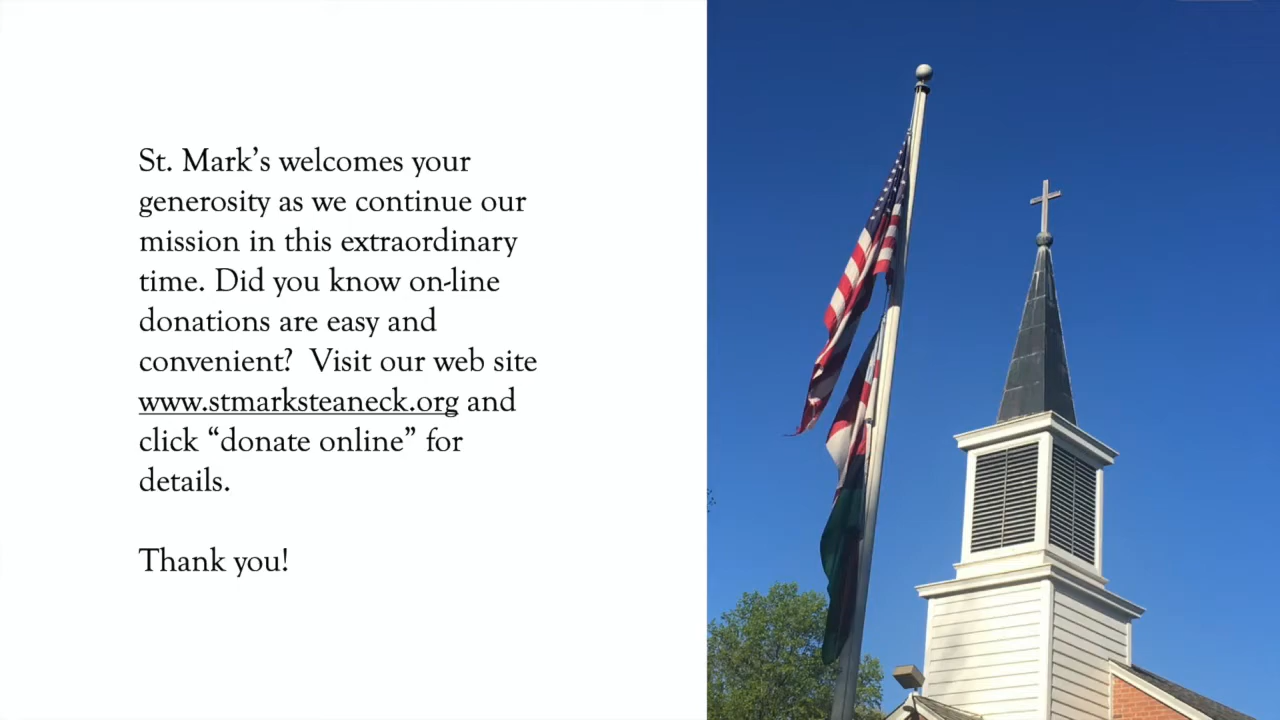 St. Mark’s welcomes your
generosity as we continue our
mission in this extraordinary
time. Did you know on-line
donations are easy and
convenient?  Visit our web site
www.stmarksteaneck.org and
click “donate online” for
details.

Thank you!